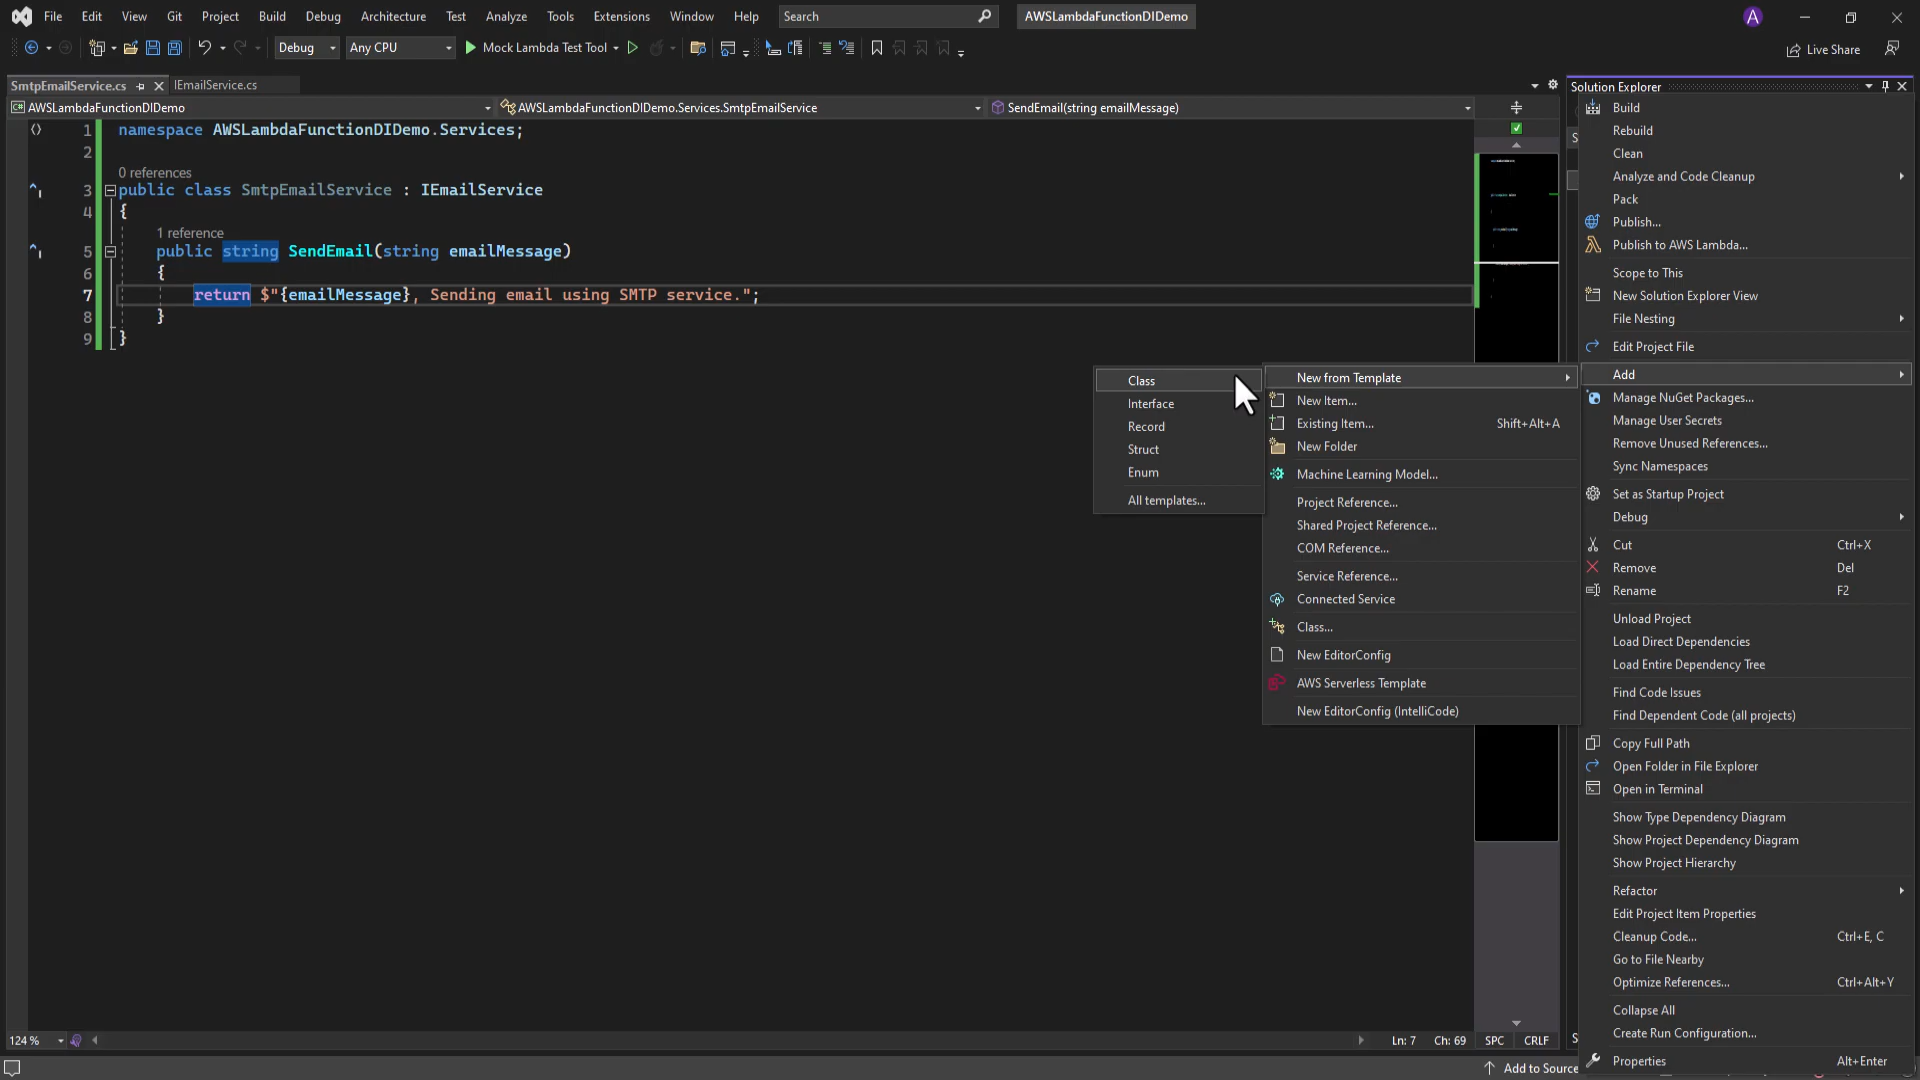 File Edit View Git Project Build Debug Architecture Test Analyze Tools Extensions Window Help Search AWSLambdaFunctionDIDemo A
Debug Any CPU Mock Lambda Test Tool Live Share
SmtpEmailService.cs IEmailService.cs
AWSLambdaFunctionDIDemo AWSLambdaFunctionDIDemo.Services.SmtpEmailService SendEmail(string emailMessage)
1 namespace AWSLambdaFunctionDIDemo.Services;
2
0 references
3 public class SmtpEmailService : IEmailService
4 {
1 reference
5 public string SendEmail(string emailMessage)
6 {
7 return $"{emailMessage}, Sending email using SMTP service.";
8 }
9 }
Class
Interface
Record
Struct
Enum
All templates...
New from Template
New Item...
Existing Item... Shift+Alt+A
New Folder
Machine Learning Model...
Project Reference...
Shared Project Reference...
COM Reference...
Service Reference...
Connected Service
Class...
New EditorConfig
AWS Serverless Template
New EditorConfig (IntelliCode)
Solution Explorer
Build
Rebuild
Clean
Analyze and Code Cleanup
Pack
Publish...
Publish to AWS Lambda...
Scope to This
New Solution Explorer View
File Nesting
Edit Project File
Add
Manage NuGet Packages...
Manage User Secrets
Remove Unused References...
Sync Namespaces
Set as Startup Project
Debug
Cut Ctrl+X
Remove Del
Rename F2
Unload Project
Load Direct Dependencies
Load Entire Dependency Tree
Find Code Issues
Find Dependent Code (all projects)
Copy Full Path
Open Folder in File Explorer
Open in Terminal
Show Type Dependency Diagram
Show Project Dependency Diagram
Show Project Hierarchy
Refactor
Edit Project Item Properties
Cleanup Code... Ctrl+E, C
Go to File Nearby
Optimize References... Ctrl+Alt+Y
Collapse All
Create Run Configuration...
Properties Alt+Enter
124 % Ln: 7 Ch: 69 SPC CRLF
Add to Source